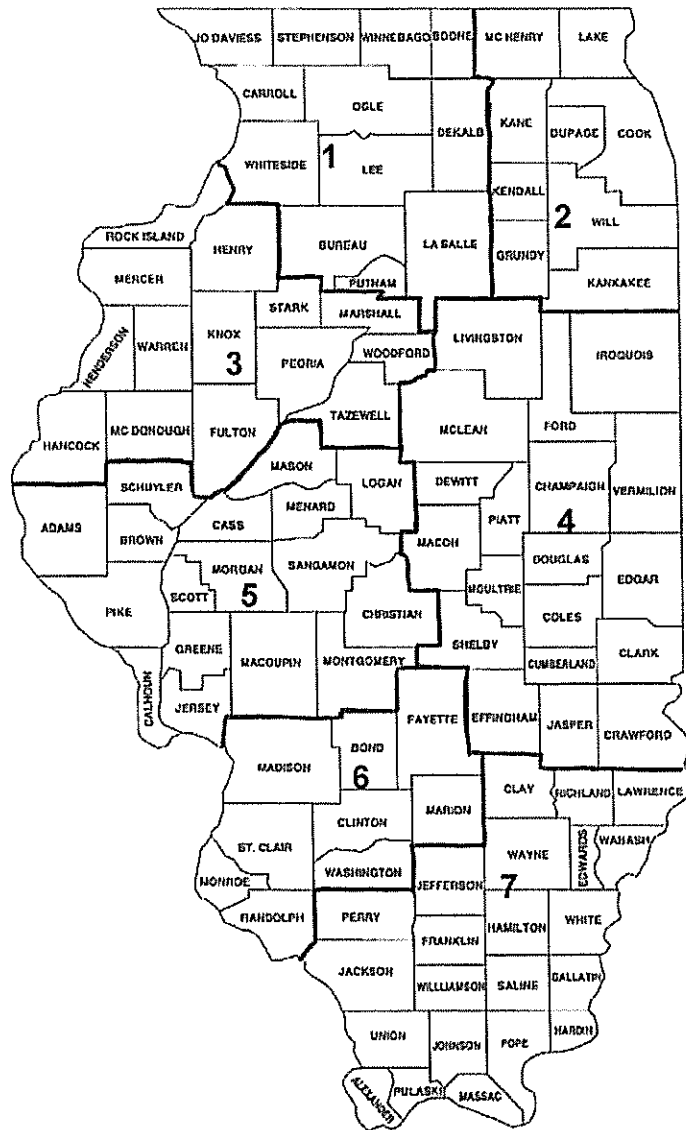 JO DAVIESS STEPHENSON WINNEBAGO BOONE MC HENRY LAKE
CARROLL OGLE DEKALB KANE DUPAGE COOK
WHITESIDE 1 LEE KENDALL 2 WILL
ROCK ISLAND HENRY BUREAU LA SALLE GRUNDY
MERCER PUTNAM KANKAKEE
STARK MARSHALL
HENDERSON WARREN KNOX 3 PEORIA WOODFORD LIVINGSTON IROQUOIS
HANCOCK MC DONOUGH FULTON TAZEWELL MCLEAN FORD
MASON
SCHUYLER LOGAN DEWITT CHAMPAIGN VERMILION
ADAMS CASS MENARD PIATT 4
BROWN MACON DOUGLAS
MORGAN SANGAMON EDGAR
PIKE SCOTT 5 CHRISTIAN MOULTRIE COLES
GREENE MACOUPIN MONTGOMERY SHELBY CUMBERLAND CLARK
CALHOUN JERSEY FAYETTE EFFINGHAM JASPER CRAWFORD
MADISON BOND 6 CLAY RICHLAND LAWRENCE
MARION
CLINTON EDWARDS WABASH
ST. CLAIR WAYNE
MONROE WASHINGTON JEFFERSON 7
RANDOLPH PERRY HAMILTON WHITE
FRANKLIN
JACKSON WILLIAMSON SALINE GALLATIN
UNION JOHNSON POPE HARDIN
ALEXANDER PULASKI MASSAC